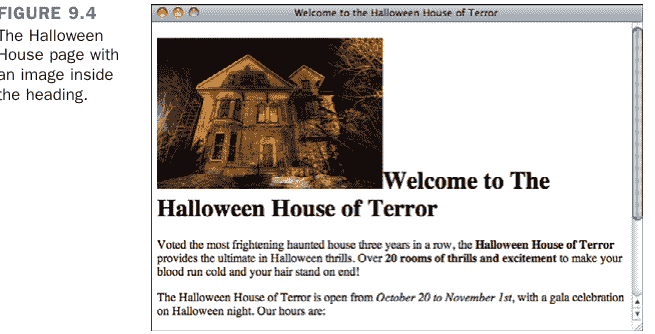 FIGURE 9.4
The Halloween
House page with
an image inside
the heading.
Welcome to the Halloween House of Terror
Welcome to The
Halloween House of Terror
Voted the most frightening haunted house three years in a row, the Halloween House of Terror
provides the ultimate in Halloween thrills. Over 20 rooms of thrills and excitement to make your
blood run cold and your hair stand on end!
The Halloween House of Terror is open from October 20 to November 1st, with a gala celebration
on Halloween night. Our hours are: